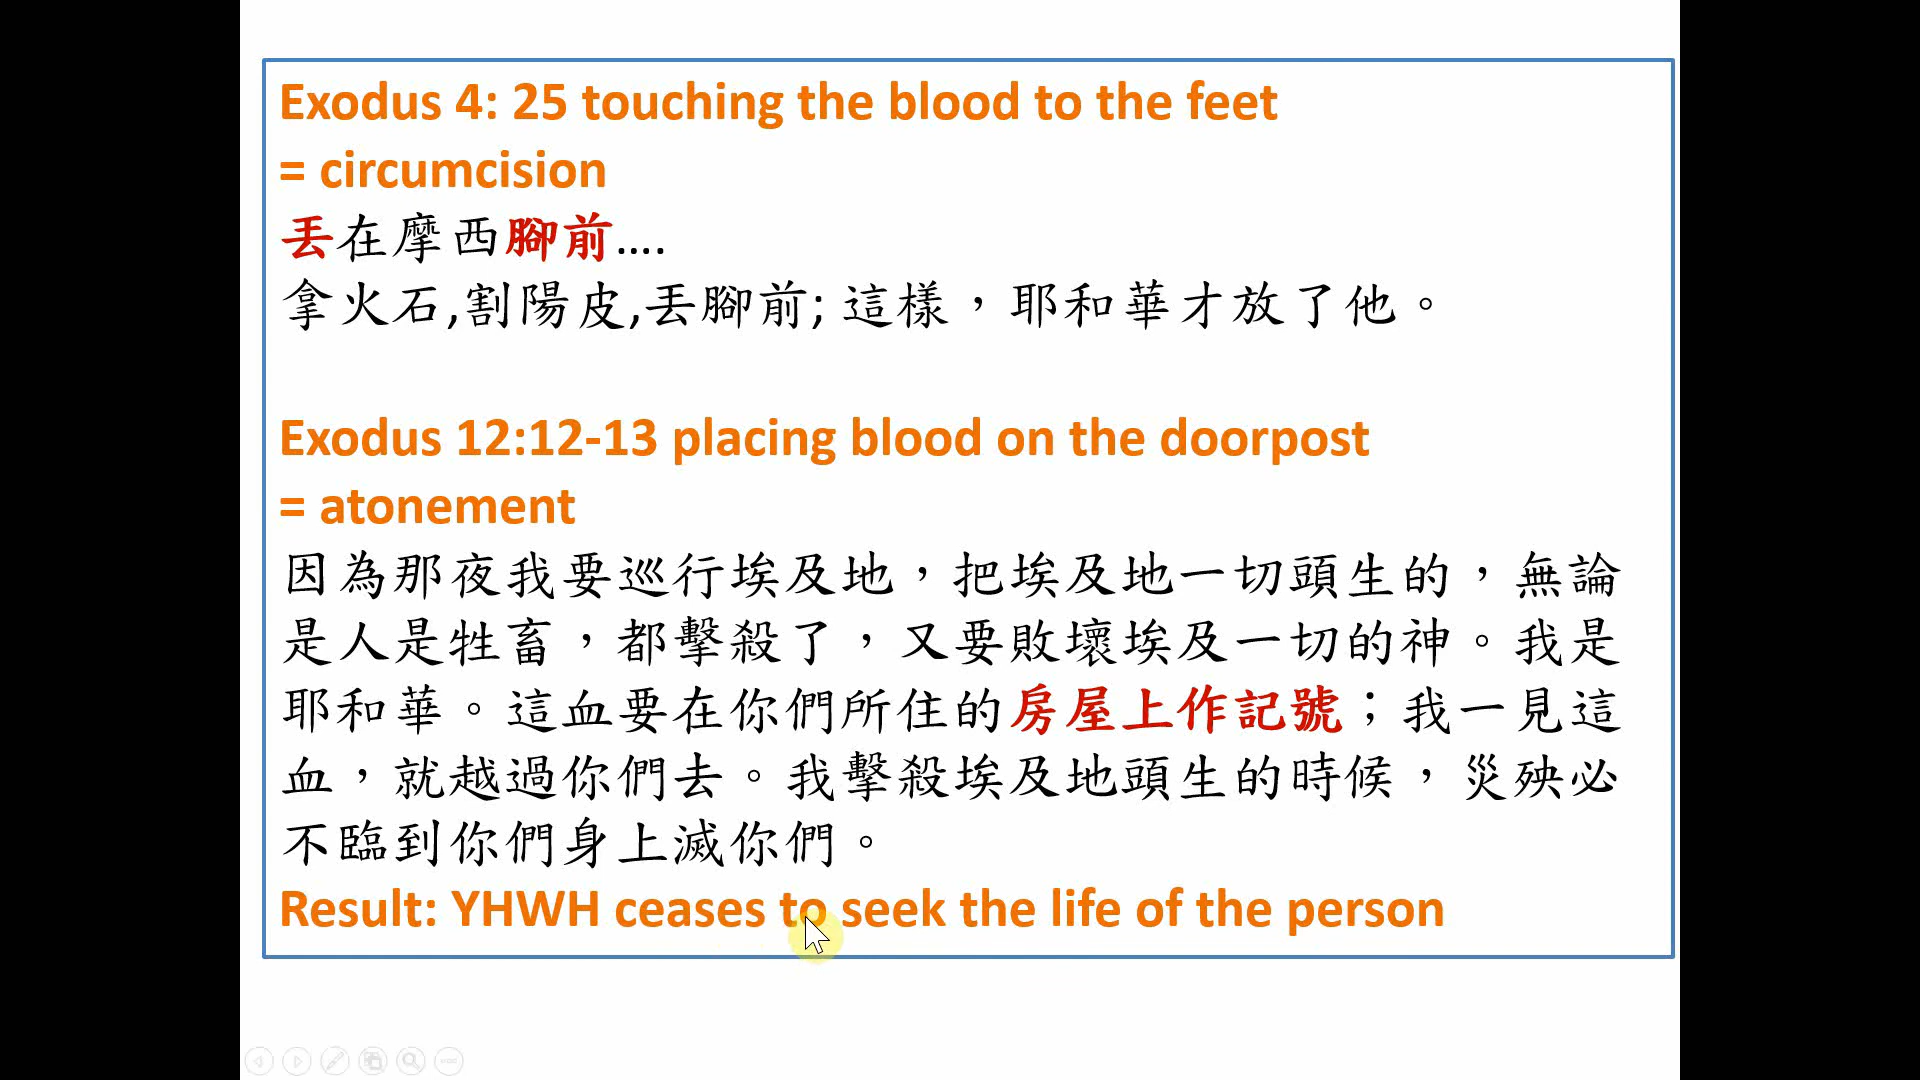 Exodus 4: 25 touching the blood to the feet
= circumcision
丟在摩西腳前....
拿火石,割陽皮,丟腳前; 這樣，耶和華才放了他。
Exodus 12:12-13 placing blood on the doorpost
= atonement
因為那夜我要巡行埃及地，把埃及地一切頭生的，無論
是人是牲畜，都擊殺了，又要敗壞埃及一切的神。我是
耶和華。這血要在你們所住的房屋上作記號；我一見這
血，就越過你們去。我擊殺埃及地頭生的時候，災殃必
不臨到你們身上滅你們。
Result: YHWH ceases to seek the life of the person